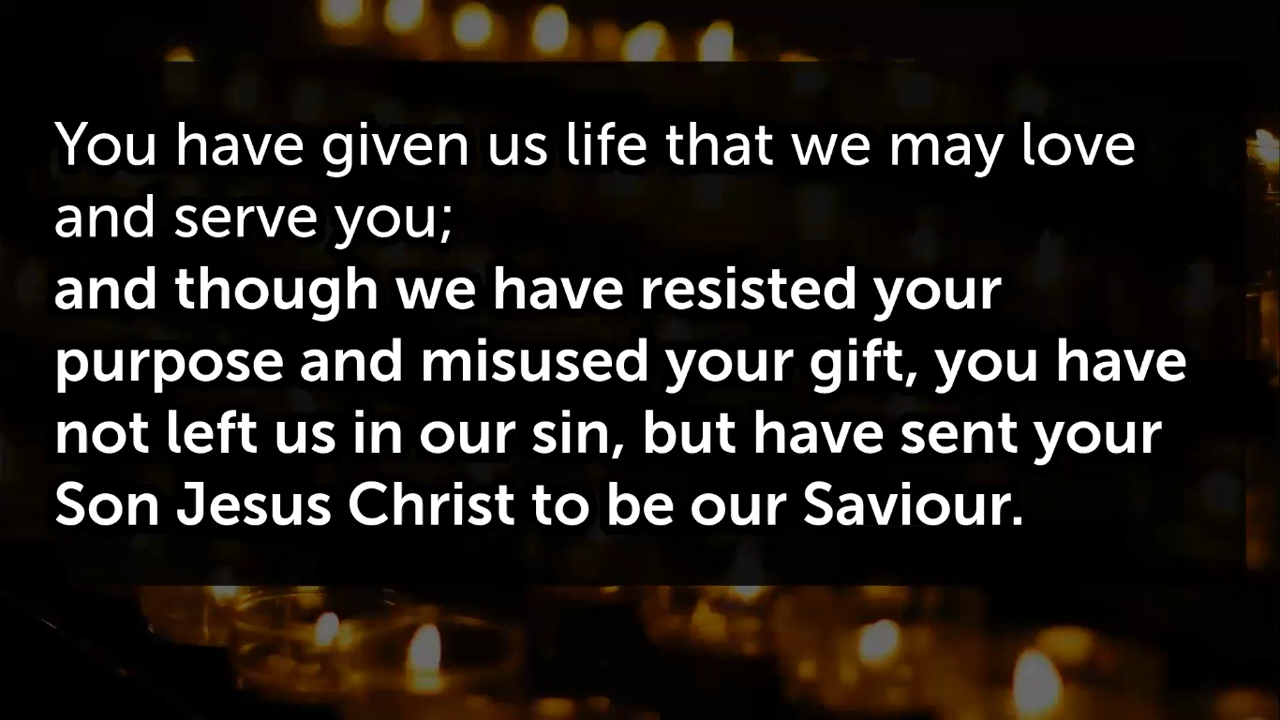 You have given us life that we may love
and serve you;
and though we have resisted your
purpose and misused your gift, you have
not left us in our sin, but have sent your
Son Jesus Christ to be our Saviour.